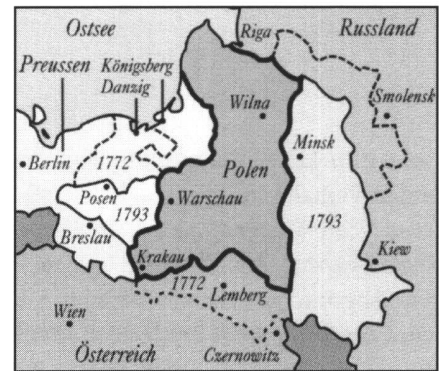 Ostsee
Riga
Russland
Preussen
Königsberg
Danzig
Wilna
Smolensk
Berlin
1772
Minsk
Polen
Posen
1793
Warschau
1793
Breslau
Krakau
Kiew
1772
Lemberg
Wien
Österreich
Czernowitz